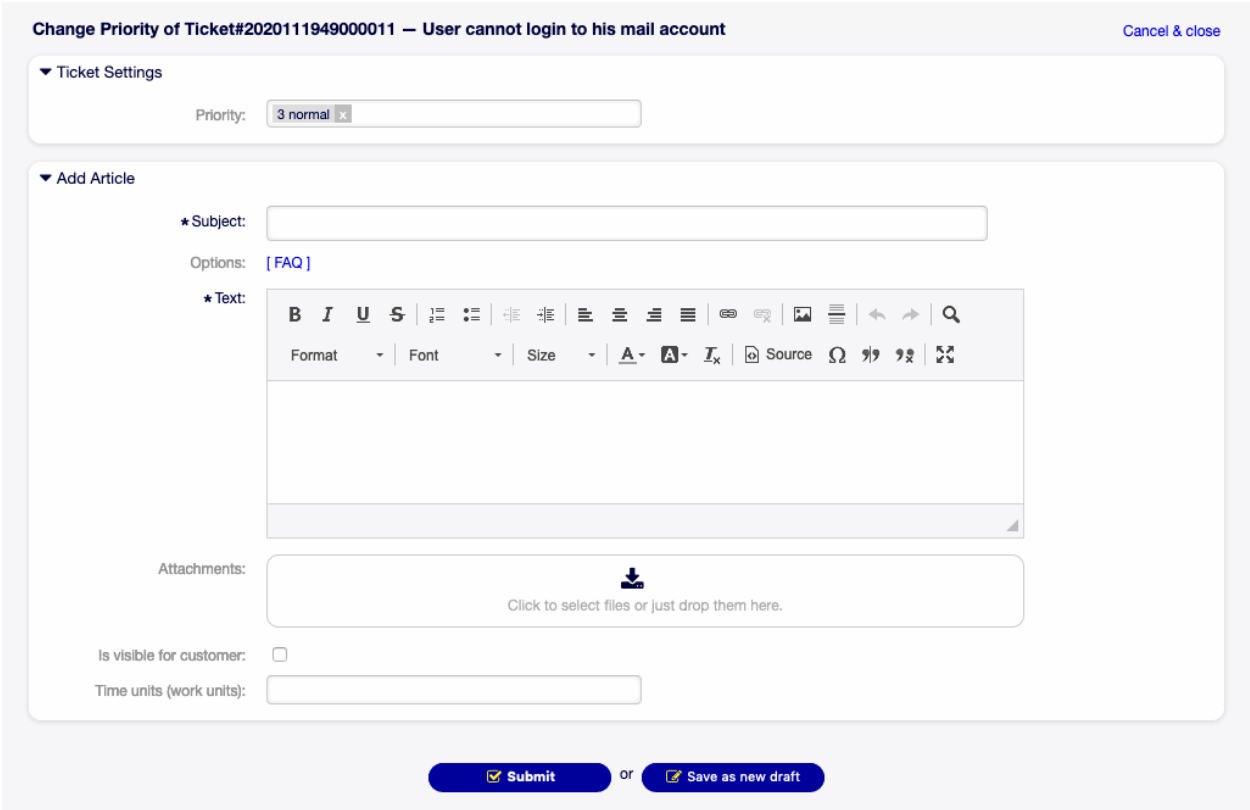 Change Priority of Ticket#2020111949000011 — User cannot login to his mail account
Cancel & close
Ticket Settings
Priority: 3 normal x
Add Article
* Subject:
Options: [ FAQ ]
* Text:
B I U S
Format Font Size A A Tx Source Ω
Attachments:
Click to select files or just drop them here.
Is visible for customer:
Time units (work units):
Submit or Save as new draft